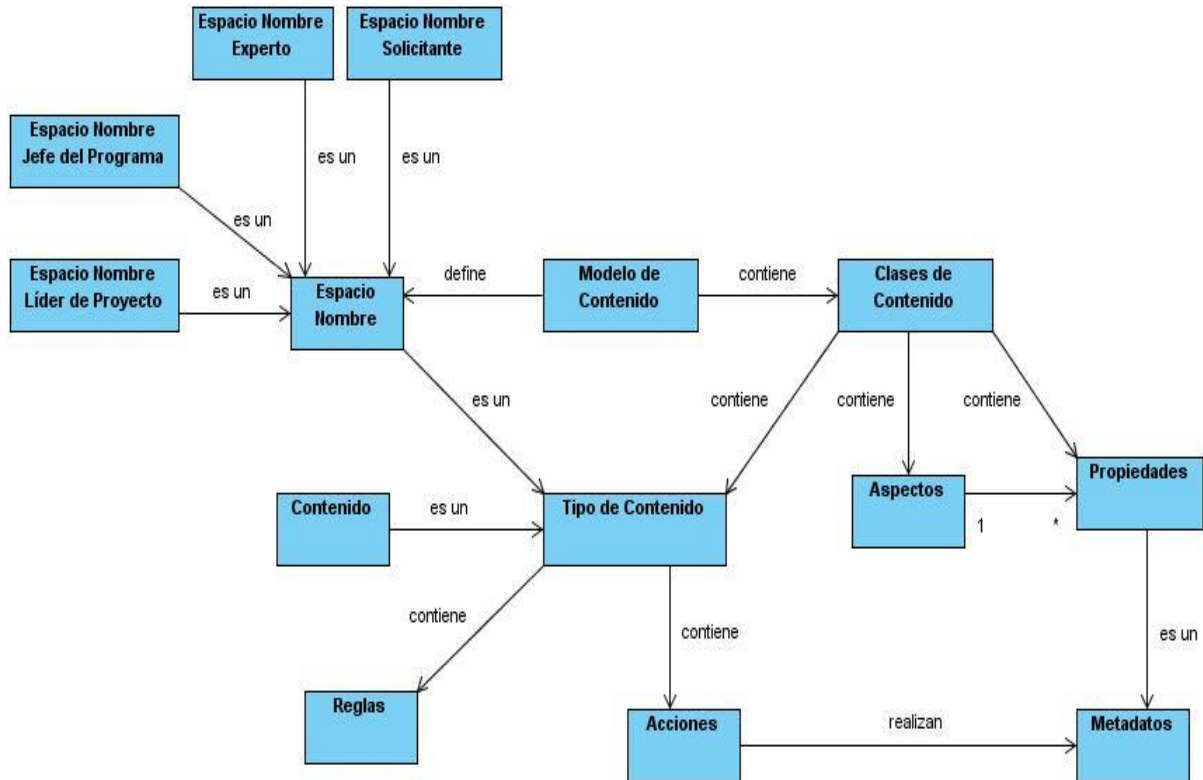 Espacio Nombre
Experto
Espacio Nombre
Solicitante
Espacio Nombre
Jefe del Programa
es un
es un
es un
Espacio Nombre
Líder de Proyecto
es un
Espacio
Nombre
define
Modelo de
Contenido
contiene
Clases de
Contenido
es un
contiene
contiene
contiene
Contenido
es un
Tipo de Contenido
Aspectos
1
*
Propiedades
contiene
contiene
es un
Reglas
Acciones
realizan
Metadatos